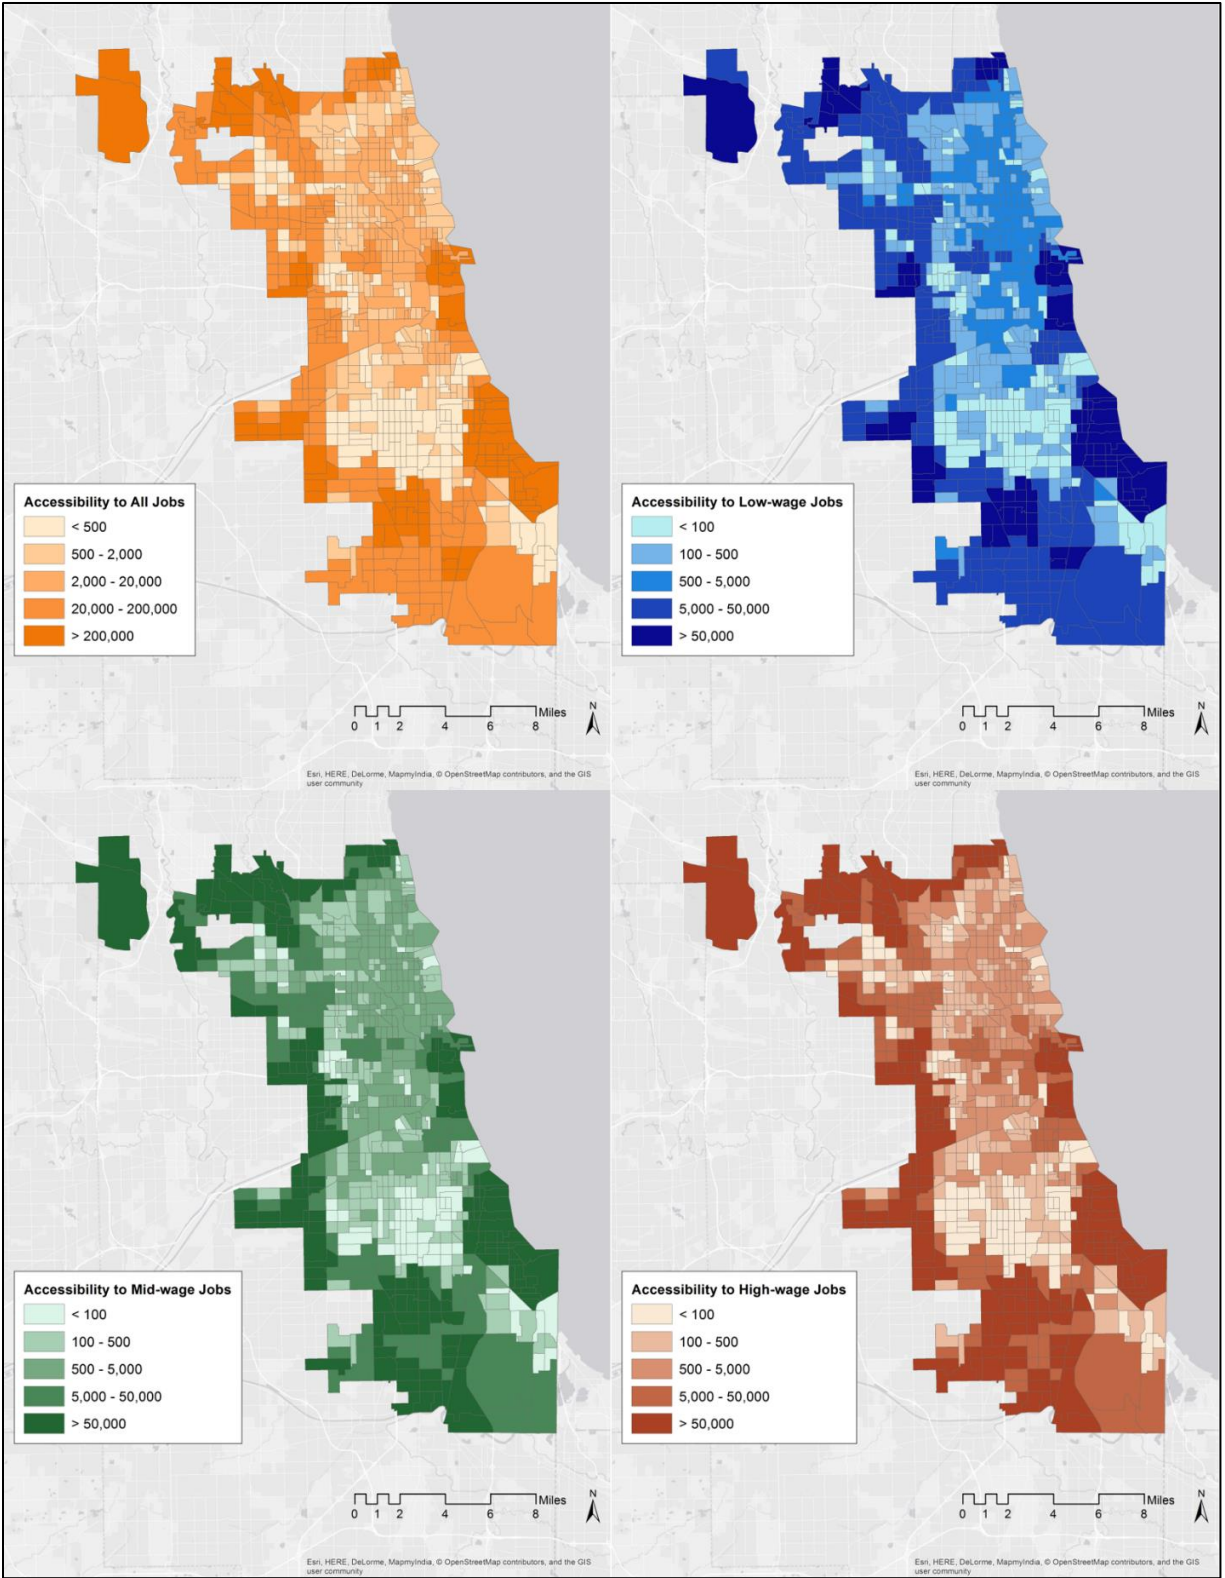 Accessibility to All Jobs
< 500
500 - 2,000
2,000 - 20,000
20,000 - 200,000
> 200,000
Miles
0 1 2 4 6 8
N
Esri, HERE, DeLorme, MapmyIndia, © OpenStreetMap contributors, and the GIS
user community
Accessibility to Low-wage Jobs
< 100
100 - 500
500 - 5,000
5,000 - 50,000
> 50,000
Miles
0 1 2 4 6 8
N
Esri, HERE, DeLorme, MapmyIndia, © OpenStreetMap contributors, and the GIS
user community
Accessibility to Mid-wage Jobs
< 100
100 - 500
500 - 5,000
5,000 - 50,000
> 50,000
Miles
0 1 2 4 6 8
N
Esri, HERE, DeLorme, MapmyIndia, © OpenStreetMap contributors, and the GIS
user community
Accessibility to High-wage Jobs
< 100
100 - 500
500 - 5,000
5,000 - 50,000
> 50,000
Miles
0 1 2 4 6 8
N
Esri, HERE, DeLorme, MapmyIndia, © OpenStreetMap contributors, and the GIS
user community